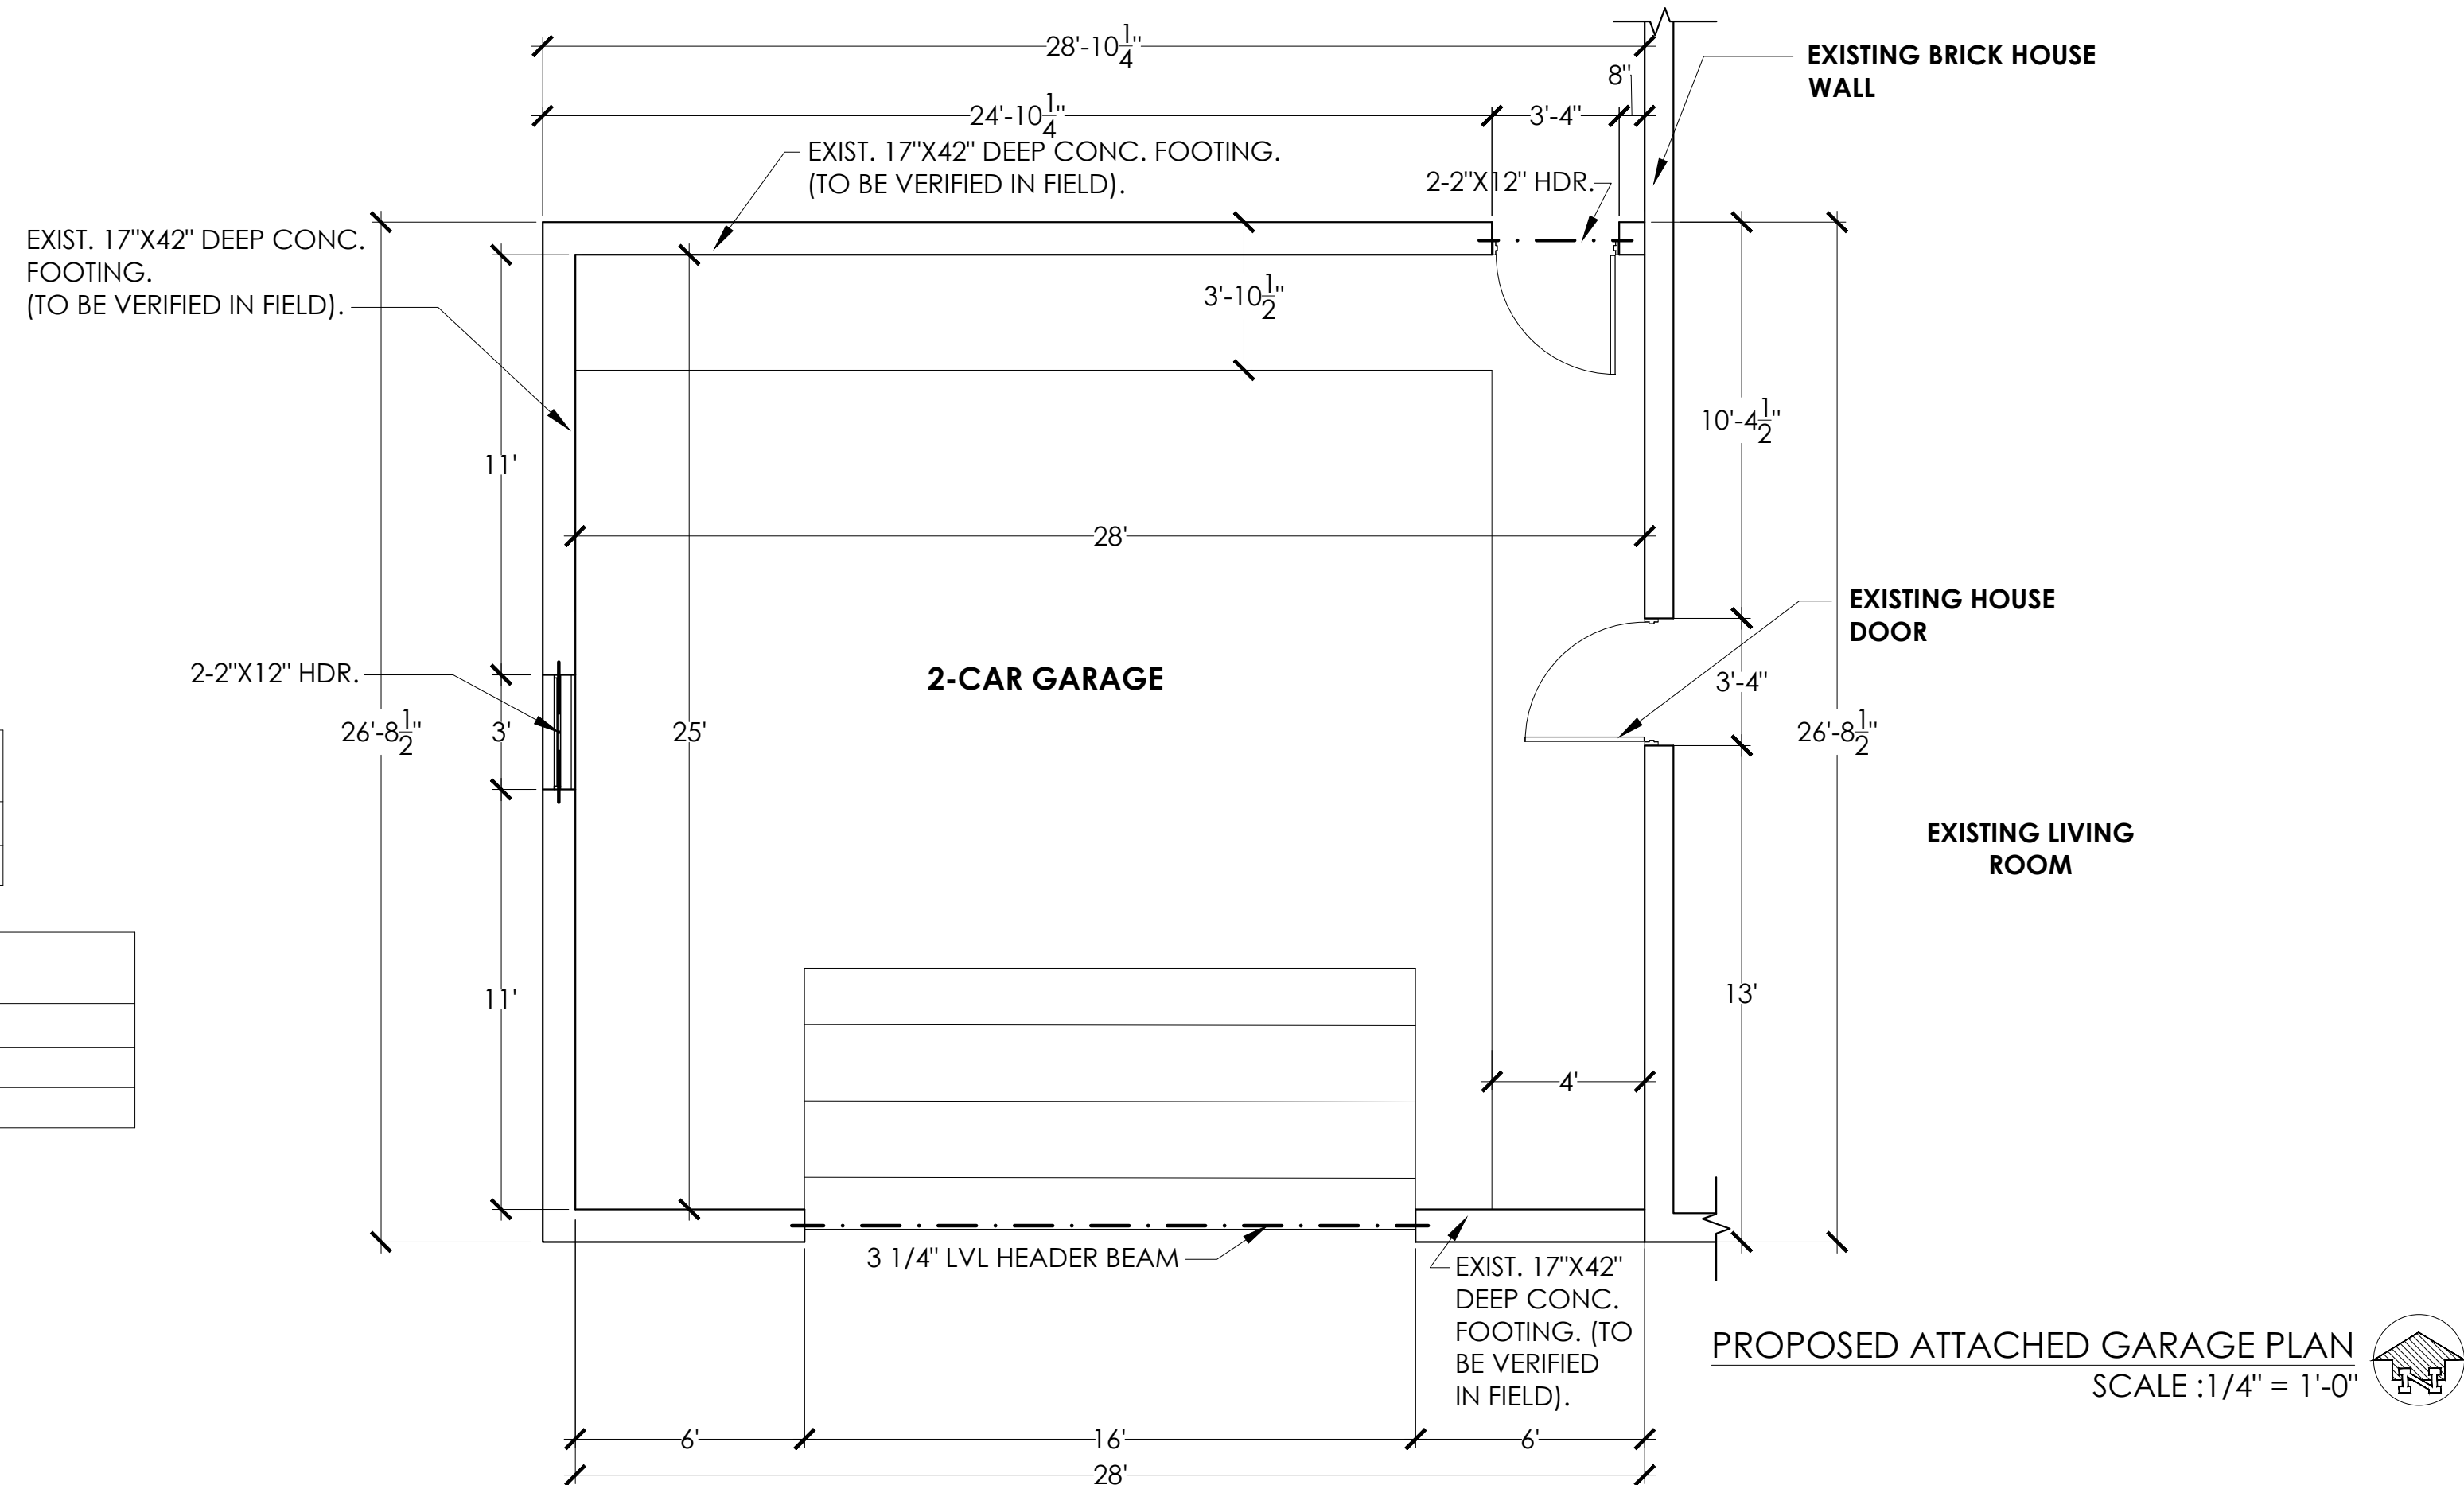 28'-10 1/4"
8"
EXISTING BRICK HOUSE
WALL
24'-10 1/4"
3'-4"
EXIST. 17"X42" DEEP CONC. FOOTING.
(TO BE VERIFIED IN FIELD).
2-2"X12" HDR.
EXIST. 17"X42" DEEP CONC.
FOOTING.
(TO BE VERIFIED IN FIELD).
3'-10 1/2"
10'-4 1/2"
11'
28'
EXISTING HOUSE
DOOR
2-2"X12" HDR.
2-CAR GARAGE
3'-4"
26'-8 1/2"
3'
25'
26'-8 1/2"
EXISTING LIVING
ROOM
11'
13'
4'
3 1/4" LVL HEADER BEAM
EXIST. 17"X42"
DEEP CONC.
FOOTING. (TO
BE VERIFIED
IN FIELD).
PROPOSED ATTACHED GARAGE PLAN
N
SCALE :1/4" = 1'-0"
6'
16'
6'
28'